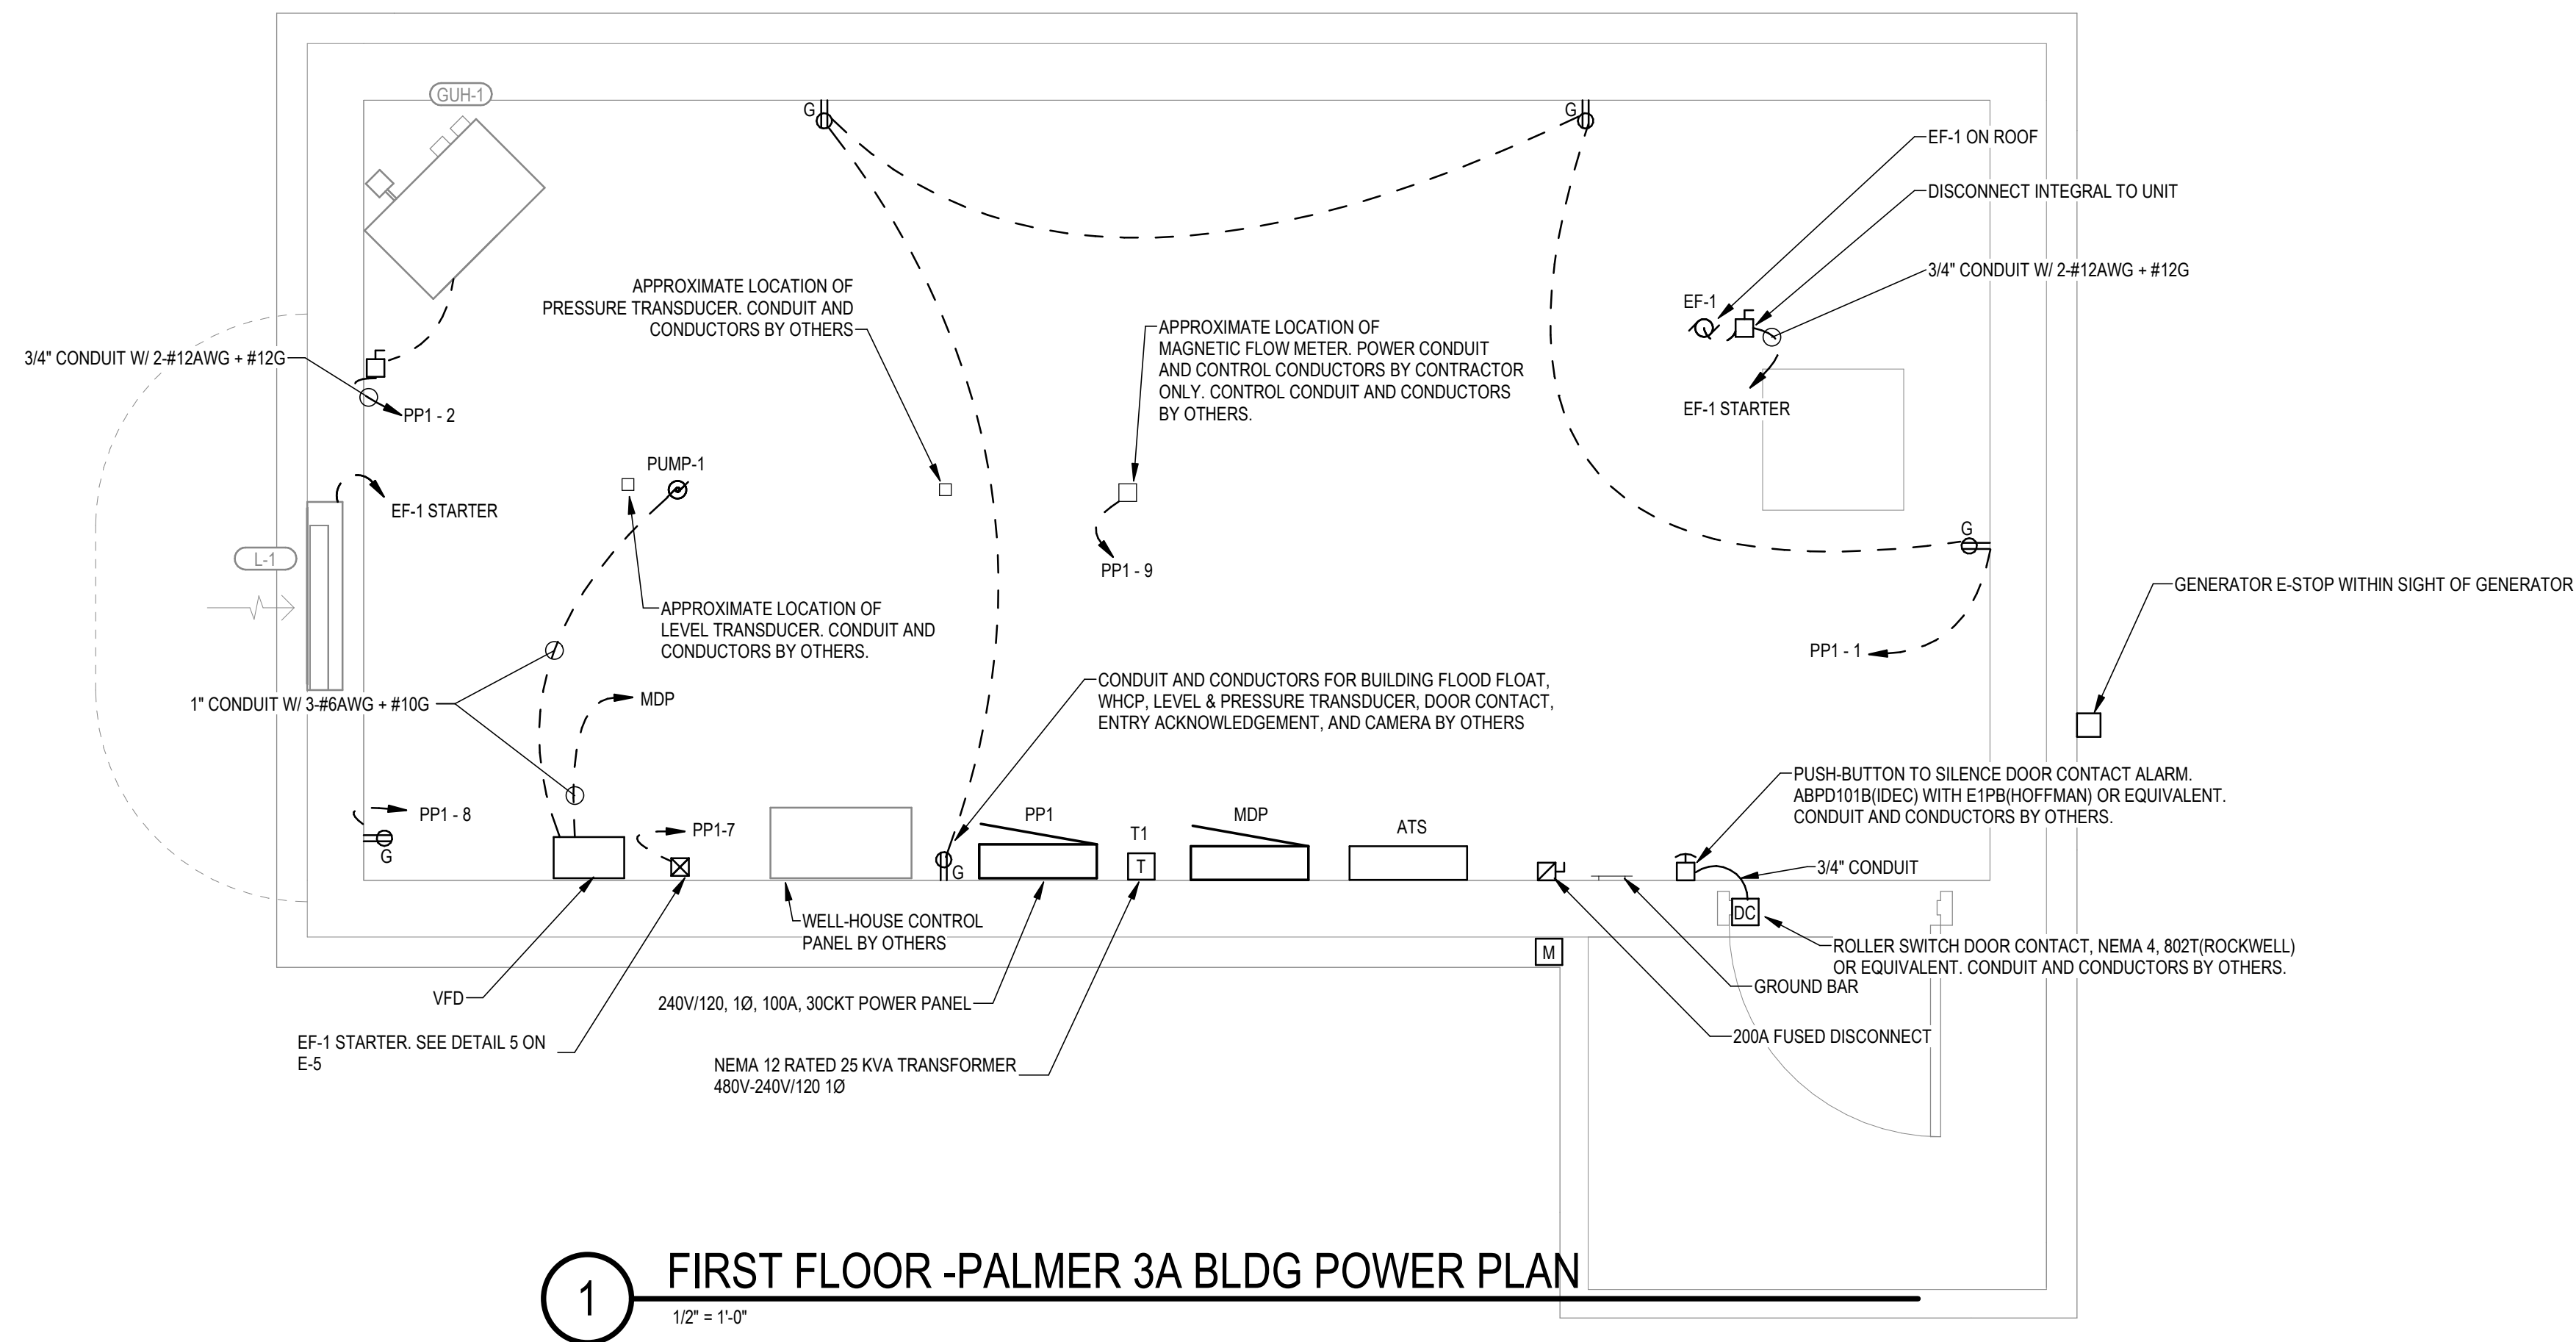 GUH-1
G
G
EF-1 ON ROOF
DISCONNECT INTEGRAL TO UNIT
3/4" CONDUIT W/ 2-#12AWG + #12G
APPROXIMATE LOCATION OF
PRESSURE TRANSDUCER. CONDUIT AND
CONDUCTORS BY OTHERS
EF-1
APPROXIMATE LOCATION OF
MAGNETIC FLOW METER. POWER CONDUIT
AND CONTROL CONDUCTORS BY CONTRACTOR
ONLY. CONTROL CONDUIT AND CONDUCTORS
BY OTHERS.
3/4" CONDUIT W/ 2-#12AWG + #12G
PP1 - 2
EF-1 STARTER
PUMP-1
EF-1 STARTER
G
L-1
PP1 - 9
GENERATOR E-STOP WITHIN SIGHT OF GENERATOR
APPROXIMATE LOCATION OF
LEVEL TRANSDUCER. CONDUIT AND
CONDUCTORS BY OTHERS.
PP1 - 1
1" CONDUIT W/ 3-#6AWG + #10G
MDP
CONDUIT AND CONDUCTORS FOR BUILDING FLOOD FLOAT,
WHCP, LEVEL & PRESSURE TRANSDUCER, DOOR CONTACT,
ENTRY ACKNOWLEDGEMENT, AND CAMERA BY OTHERS
PUSH-BUTTON TO SILENCE DOOR CONTACT ALARM.
ABPD101B(IDEC) WITH E1PB(HOFFMAN) OR EQUIVALENT.
CONDUIT AND CONDUCTORS BY OTHERS.
PP1 - 8
G
PP1-7
G
PP1
T1
T
MDP
ATS
3/4" CONDUIT
DC
WELL-HOUSE CONTROL
PANEL BY OTHERS
M
ROLLER SWITCH DOOR CONTACT, NEMA 4, 802T(ROCKWELL)
OR EQUIVALENT. CONDUIT AND CONDUCTORS BY OTHERS.
GROUND BAR
VFD
240V/120, 1Ø, 100A, 30CKT POWER PANEL
200A FUSED DISCONNECT
EF-1 STARTER. SEE DETAIL 5 ON
E-5
NEMA 12 RATED 25 KVA TRANSFORMER
480V-240V/120 1Ø
1
FIRST FLOOR -PALMER 3A BLDG POWER PLAN
1/2" = 1'-0"